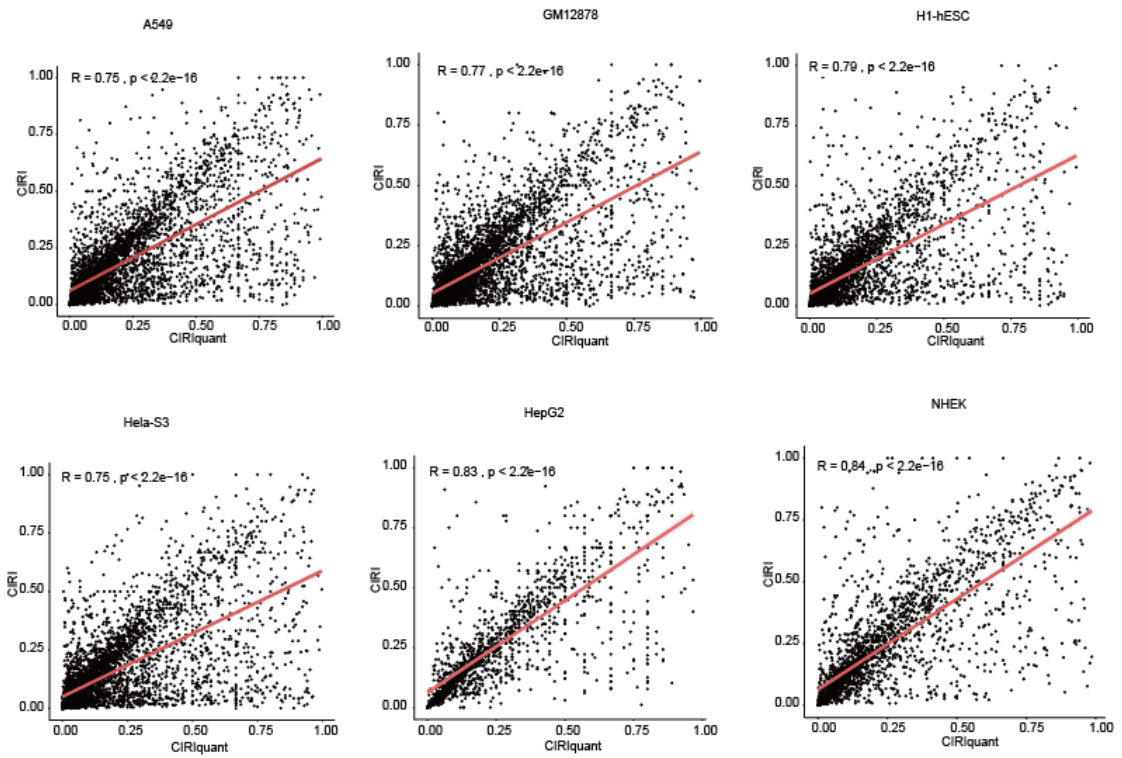 A549
GM12878
H1-hESC
R = 0.75 , p < 2.2e−16
R = 0.77 , p < 2.2e−16
R = 0.79 , p < 2.2e−16
1.00
0.75
0.50
0.25
0.00
CIRI
0.00 0.25 0.50 0.75 1.00
CIRIquant
1.00
0.75
0.50
0.25
0.00
CIRI
0.00 0.25 0.50 0.75 1.00
CIRIquant
1.00
0.75
0.50
0.25
0.00
CIRI
0.00 0.25 0.50 0.75 1.00
CIRIquant
Hela-S3
HepG2
NHEK
R = 0.75 , p < 2.2e−16
R = 0.83 , p < 2.2e−16
R = 0.84 , p < 2.2e−16
1.00
0.75
0.50
0.25
0.00
CIRI
0.00 0.25 0.50 0.75 1.00
CIRIquant
1.00
0.75
0.50
0.25
0.00
CIRI
0.00 0.25 0.50 0.75 1.00
CIRIquant
1.00
0.75
0.50
0.25
0.00
CIRI
0.00 0.25 0.50 0.75 1.00
CIRIquant